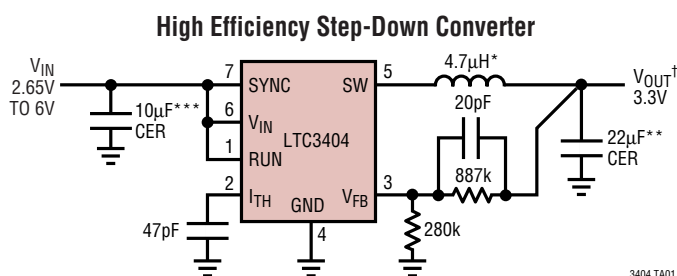 High Efficiency Step-Down Converter
VIN
2.65V
TO 6V
10µF***
CER
7
SYNC
6
VIN
1
RUN
2
ITH
47pF
LTC3404
GND
4
SW
5
VFB
3
4.7µH*
20pF
887k
280k
VOUT†
3.3V
22µF**
CER
3404 TA01